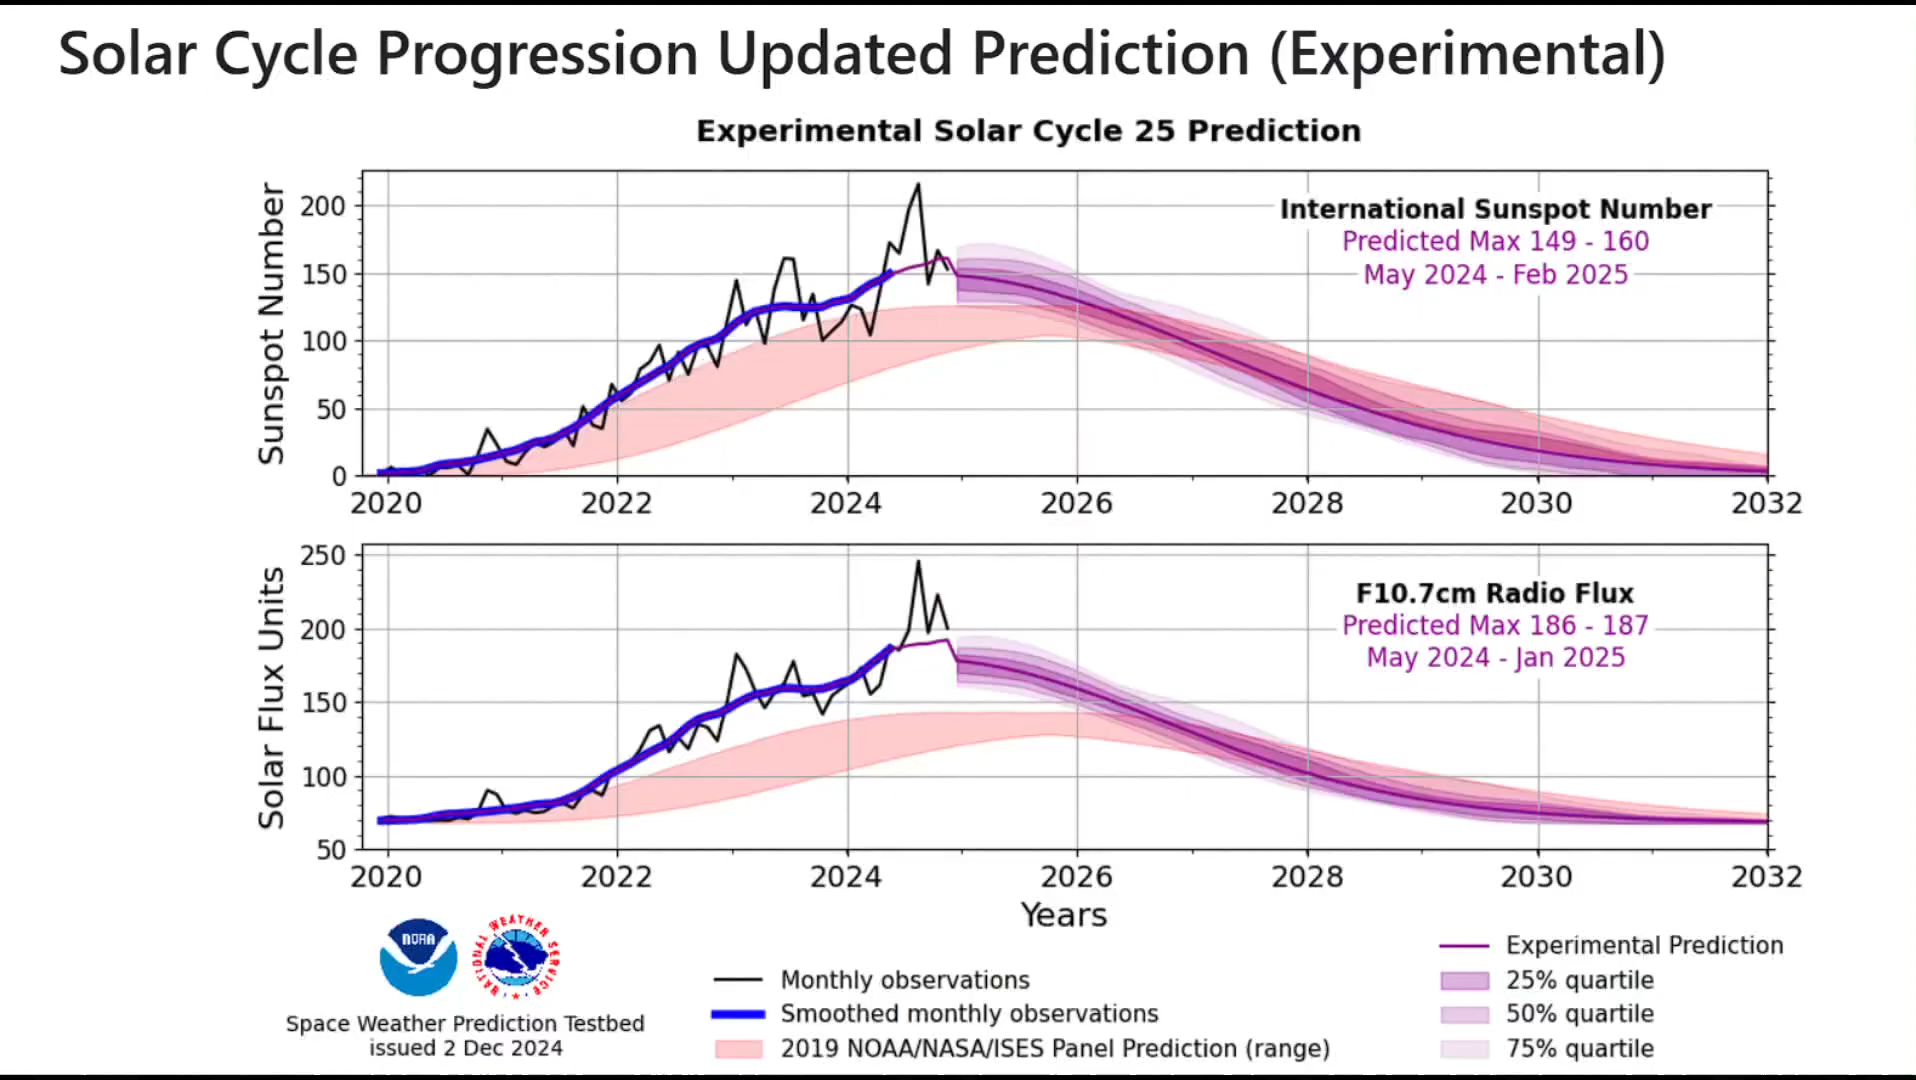 Solar Cycle Progression Updated Prediction (Experimental)
Experimental Solar Cycle 25 Prediction
Sunspot Number
200
150
100
50
0
International Sunspot Number
Predicted Max 149 - 160
May 2024 - Feb 2025
2020 2022 2024 2026 2028 2030 2032
Solar Flux Units
250
200
150
100
50
F10.7cm Radio Flux
Predicted Max 186 - 187
May 2024 - Jan 2025
2020 2022 2024 2026 2028 2030 2032
Years
NOAA
NATIONAL WEATHER SERVICE
Space Weather Prediction Testbed
issued 2 Dec 2024
Monthly observations
Smoothed monthly observations
2019 NOAA/NASA/ISES Panel Prediction (range)
Experimental Prediction
25% quartile
50% quartile
75% quartile